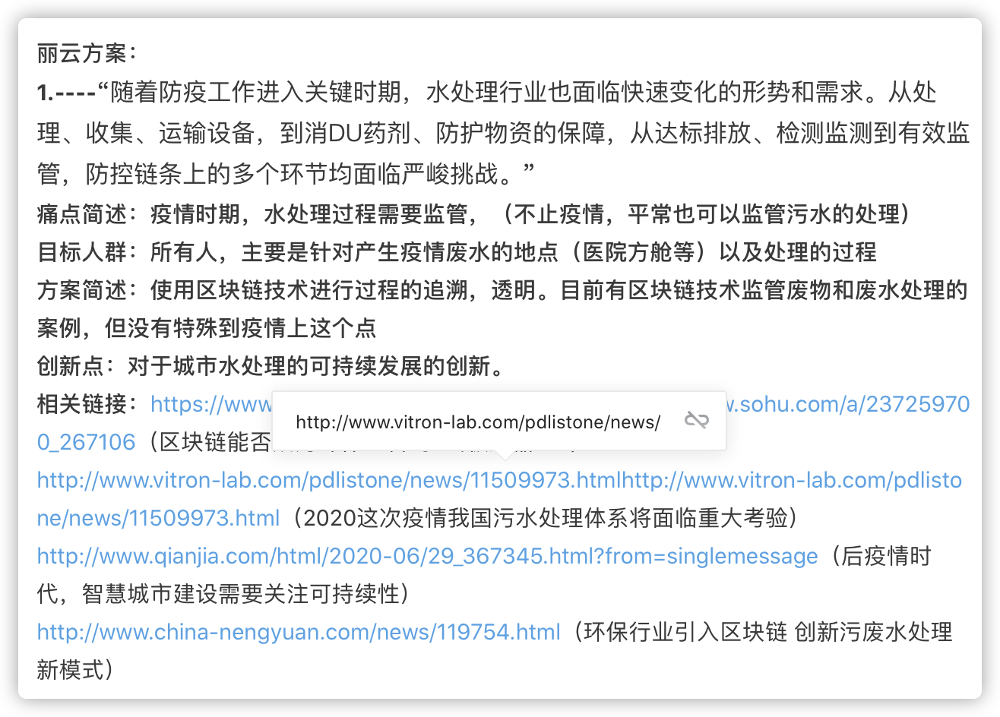 丽云方案：
1.----“随着防疫工作进入关键时期，水处理行业也面临快速变化的形势和需求。从处
理、收集、运输设备，到消DU药剂、防护物资的保障，从达标排放、检测监测到有效监
管，防控链条上的多个环节均面临严峻挑战。”
痛点简述：疫情时期，水处理过程需要监管，（不止疫情，平常也可以监管污水的处理）
目标人群：所有人，主要是针对产生疫情废水的地点（医院方舱等）以及处理的过程
方案简述：使用区块链技术进行过程的追溯，透明。目前有区块链技术监管废物和废水处理的
案例，但没有特殊到疫情上这个点
创新点：对于城市水处理的可持续发展的创新。
相关链接：https://www .sohu.com/a/23725970
http://www.vitron-lab.com/pdlistone/news/
0_267106（区块链能否
http://www.vitron-lab.com/pdlistone/news/11509973.htmlhttp://www.vitron-lab.com/pdlisto
ne/news/11509973.html（2020这次疫情我国污水处理体系将面临重大考验）
http://www.qianjia.com/html/2020-06/29_367345.html?from=singlemessage（后疫情时
代，智慧城市建设需要关注可持续性）
http://www.china-nengyuan.com/news/119754.html（环保行业引入区块链 创新污废水处理
新模式）